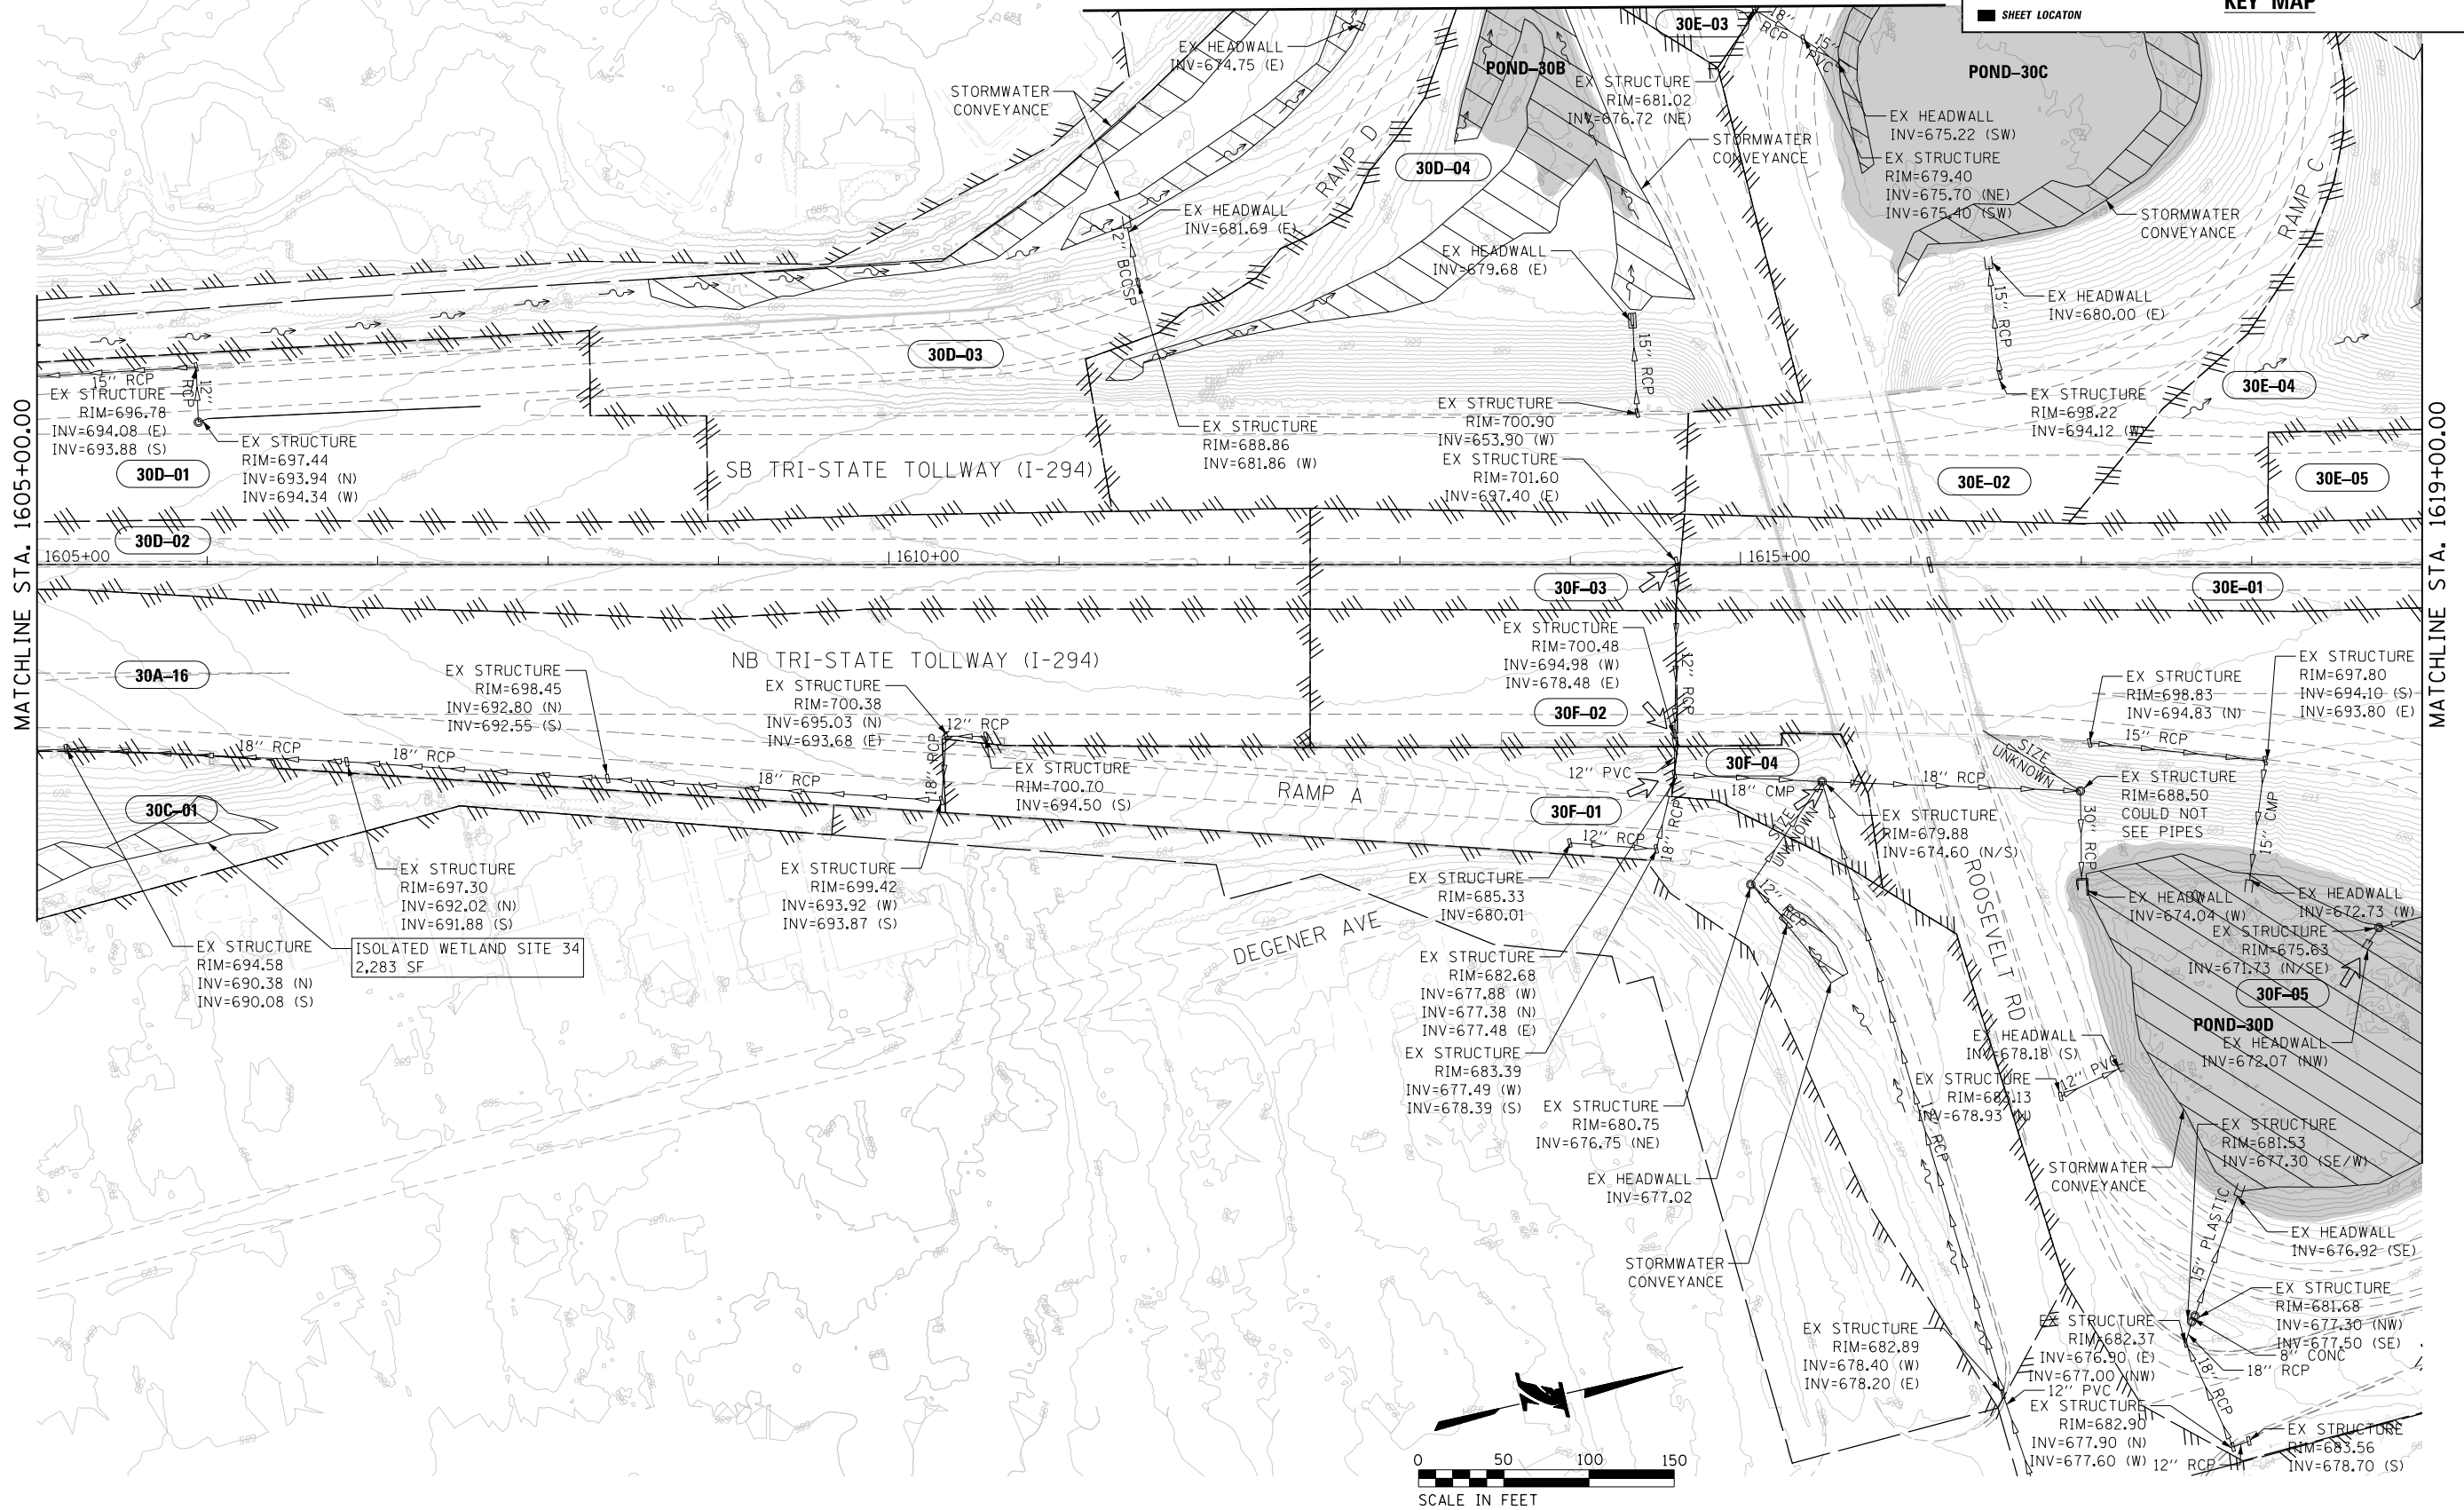 KEY MAP
SHEET LOCATON
MATCHLINE STA. 1605+00.00
MATCHLINE STA. 1619+00.00
EX HEADWALL
INV=674.75 (E)
STORMWATER
CONVEYANCE
EX HEADWALL
INV=681.69 (E)
12'' BCCSP
RAMP D
30D-04
POND-30B
30E-03
18''
RCP
15''
PVC
EX STRUCTURE
RIM=681.02
INV=676.72 (NE)
STORMWATER
CONVEYANCE
POND-30C
EX HEADWALL
INV=675.22 (SW)
EX STRUCTURE
RIM=679.40
INV=675.70 (NE)
INV=675.40 (SW)
STORMWATER
CONVEYANCE
RAMP C
EX HEADWALL
INV=679.68 (E)
15'' RCP
EX HEADWALL
INV=680.00 (E)
15'' RCP
30D-03
30E-04
15'' RCP
12''
RCP
EX STRUCTURE
RIM=696.78
INV=694.08 (E)
INV=693.88 (S)
30D-01
EX STRUCTURE
RIM=697.44
INV=693.94 (N)
INV=694.34 (W)
EX STRUCTURE
RIM=688.86
INV=681.86 (W)
SB TRI-STATE TOLLWAY (I-294)
EX STRUCTURE
RIM=700.90
INV=653.90 (W)
EX STRUCTURE
RIM=701.60
INV=697.40 (E)
EX STRUCTURE
RIM=698.22
INV=694.12 (W)
30E-02
30E-05
30D-02
1605+00
1610+00
1615+00
30F-03
30E-01
NB TRI-STATE TOLLWAY (I-294)
30A-16
EX STRUCTURE
RIM=698.45
INV=692.80 (N)
INV=692.55 (S)
EX STRUCTURE
RIM=700.38
INV=695.03 (N)
INV=693.68 (E)
12'' RCP
EX STRUCTURE
RIM=700.48
INV=694.98 (W)
INV=678.48 (E)
12'' RCP
30F-02
EX STRUCTURE
RIM=698.83
INV=694.83 (N)
EX STRUCTURE
RIM=697.80
INV=694.10 (S)
INV=693.80 (E)
15'' RCP
18'' RCP
18'' RCP
18'' RCP
18'' RCP
EX STRUCTURE
RIM=700.70
INV=694.50 (S)
RAMP A
12'' PVC
30F-04
18'' CMP
18'' RCP
SIZE
UNKNOWN
30F-01
12'' RCP
18'' RCP
SIZE
UNKNOWN
EX STRUCTURE
RIM=679.88
INV=674.60 (N/S)
EX STRUCTURE
RIM=688.50
COULD NOT
SEE PIPES
30'' RCP
15'' CMP
30C-01
EX STRUCTURE
RIM=697.30
INV=692.02 (N)
INV=691.88 (S)
EX STRUCTURE
RIM=699.42
INV=693.92 (W)
INV=693.87 (S)
EX STRUCTURE
RIM=685.33
INV=680.01
12''
RCP
ROOSEVELT RD
EX HEADWALL
INV=674.04 (W)
EX HEADWALL
INV=672.73 (W)
EX STRUCTURE
RIM=675.63
INV=671.73 (N/SE)
30F-05
POND-30D
EX HEADWALL
INV=672.07 (NW)
EX STRUCTURE
RIM=694.58
INV=690.38 (N)
INV=690.08 (S)
ISOLATED WETLAND SITE 34
2,283 SF
DEGENER AVE
EX STRUCTURE
RIM=682.68
INV=677.88 (W)
INV=677.38 (N)
INV=677.48 (E)
EX STRUCTURE
RIM=683.39
INV=677.49 (W)
INV=678.39 (S)
EX STRUCTURE
RIM=680.75
INV=676.75 (NE)
EX HEADWALL
INV=677.02
EX HEADWALL
INV=678.18 (S)
12'' PVC
EX STRUCTURE
RIM=683.13
INV=678.93 (N)
EX STRUCTURE
RIM=681.53
INV=677.30 (SE/W)
STORMWATER
CONVEYANCE
15'' PLASTIC
EX HEADWALL
INV=676.92 (SE)
STORMWATER
CONVEYANCE
EX STRUCTURE
RIM=681.68
INV=677.30 (NW)
INV=677.50 (SE)
8'' CONC
18'' RCP
EX STRUCTURE
RIM=682.89
INV=678.40 (W)
INV=678.20 (E)
EX STRUCTURE
RIM=682.37
INV=676.90 (E)
INV=677.00 (NW)
12'' PVC
18'' RCP
EX STRUCTURE
RIM=682.90
INV=677.90 (N)
INV=677.60 (W)
12'' RCP
EX STRUCTURE
RIM=683.56
INV=678.70 (S)
0 50 100 150
SCALE IN FEET